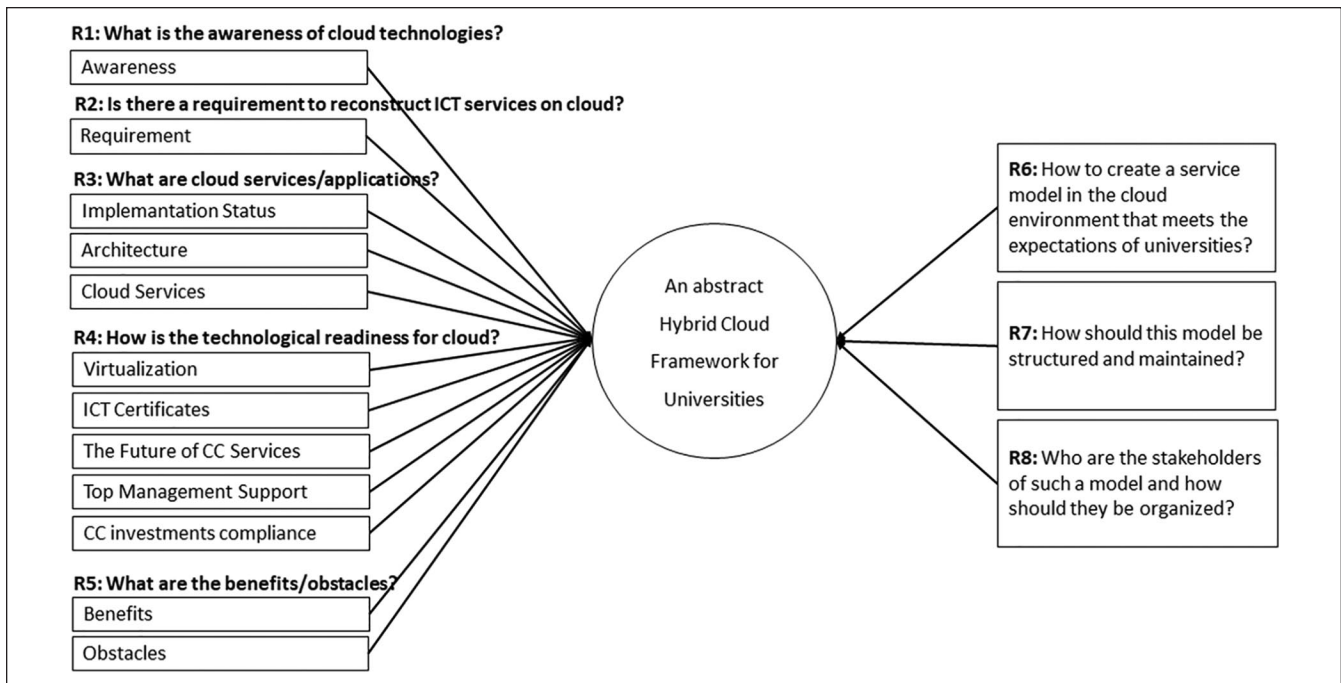 R1: What is the awareness of cloud technologies?
Awareness
R2: Is there a requirement to reconstruct ICT services on cloud?
Requirement
R3: What are cloud services/applications?
Implemantation Status
Architecture
Cloud Services
R4: How is the technological readiness for cloud?
Virtualization
ICT Certificates
The Future of CC Services
Top Management Support
CC investments compliance
R5: What are the benefits/obstacles?
Benefits
Obstacles
An abstract
Hybrid Cloud
Framework for
Universities
R6: How to create a service
model in the cloud
environment that meets the
expectations of universities?
R7: How should this model be
structured and maintained?
R8: Who are the stakeholders
of such a model and how
should they be organized?